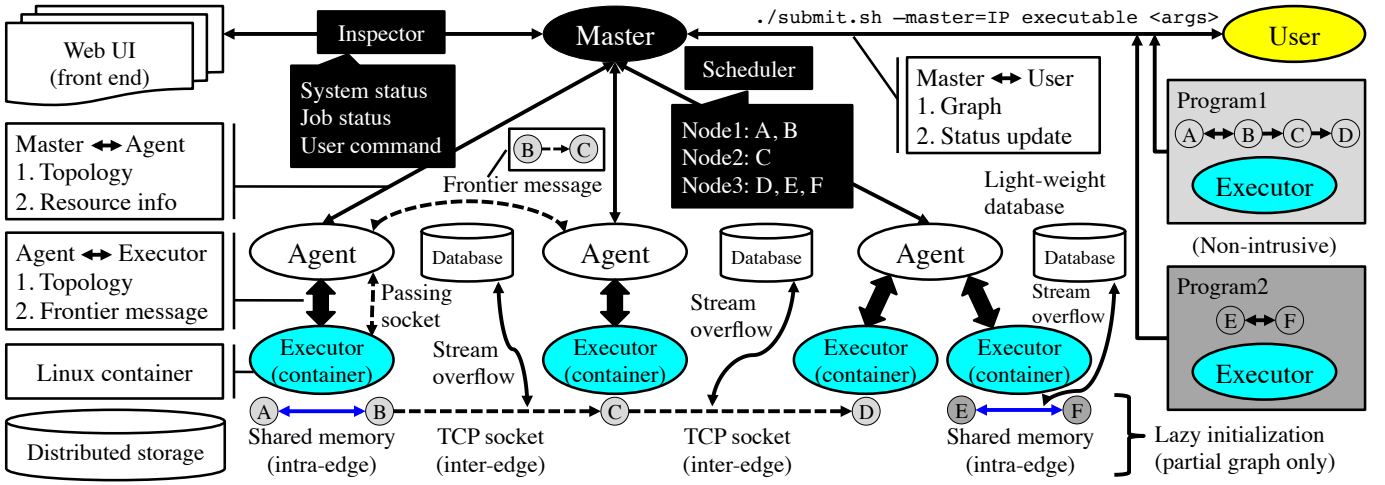 Web UI
(front end)
Inspector
Master
./submit.sh –master=IP executable <args>
User
System status
Job status
User command
Scheduler
Node1: A, B
Node2: C
Node3: D, E, F
Master ↔ User
1. Graph
2. Status update
Program1
A B C D
Executor
(Non-intrusive)
Program2
E F
Executor
Master ↔ Agent
1. Topology
2. Resource info
B C
Frontier message
Light-weight
database
Agent ↔ Executor
1. Topology
2. Frontier message
Agent
Database
Agent
Database
Agent
Database
Passing
socket
Stream
overflow
Stream
overflow
Stream
overflow
Linux container
Executor
(container)
Executor
(container)
Executor
(container)
Executor
(container)
A B C D E F
Distributed storage
Shared memory
(intra-edge)
TCP socket
(inter-edge)
TCP socket
(inter-edge)
Shared memory
(intra-edge)
Lazy initialization
(partial graph only)